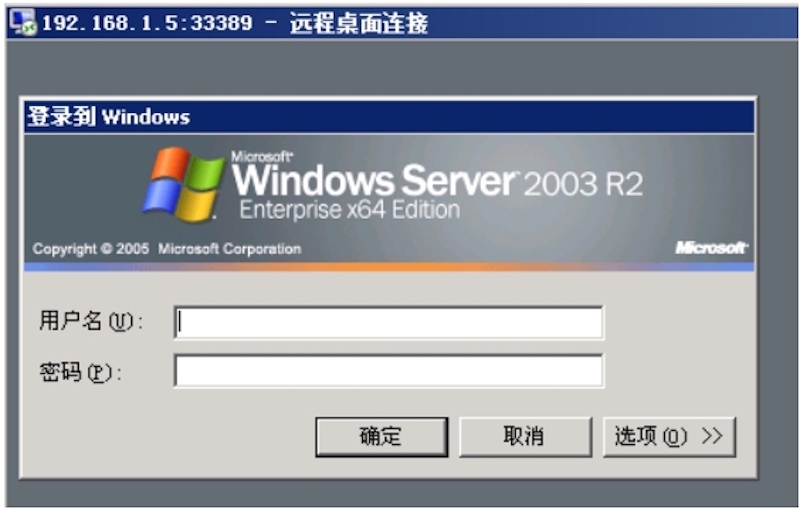 192.168.1.5:33389 - 远程桌面连接
登录到 Windows
Microsoft
Windows Server 2003 R2
Enterprise x64 Edition
Copyright © 2005 Microsoft Corporation
Microsoft
用户名(U):
密码(P):
确定
取消
选项(O) >>